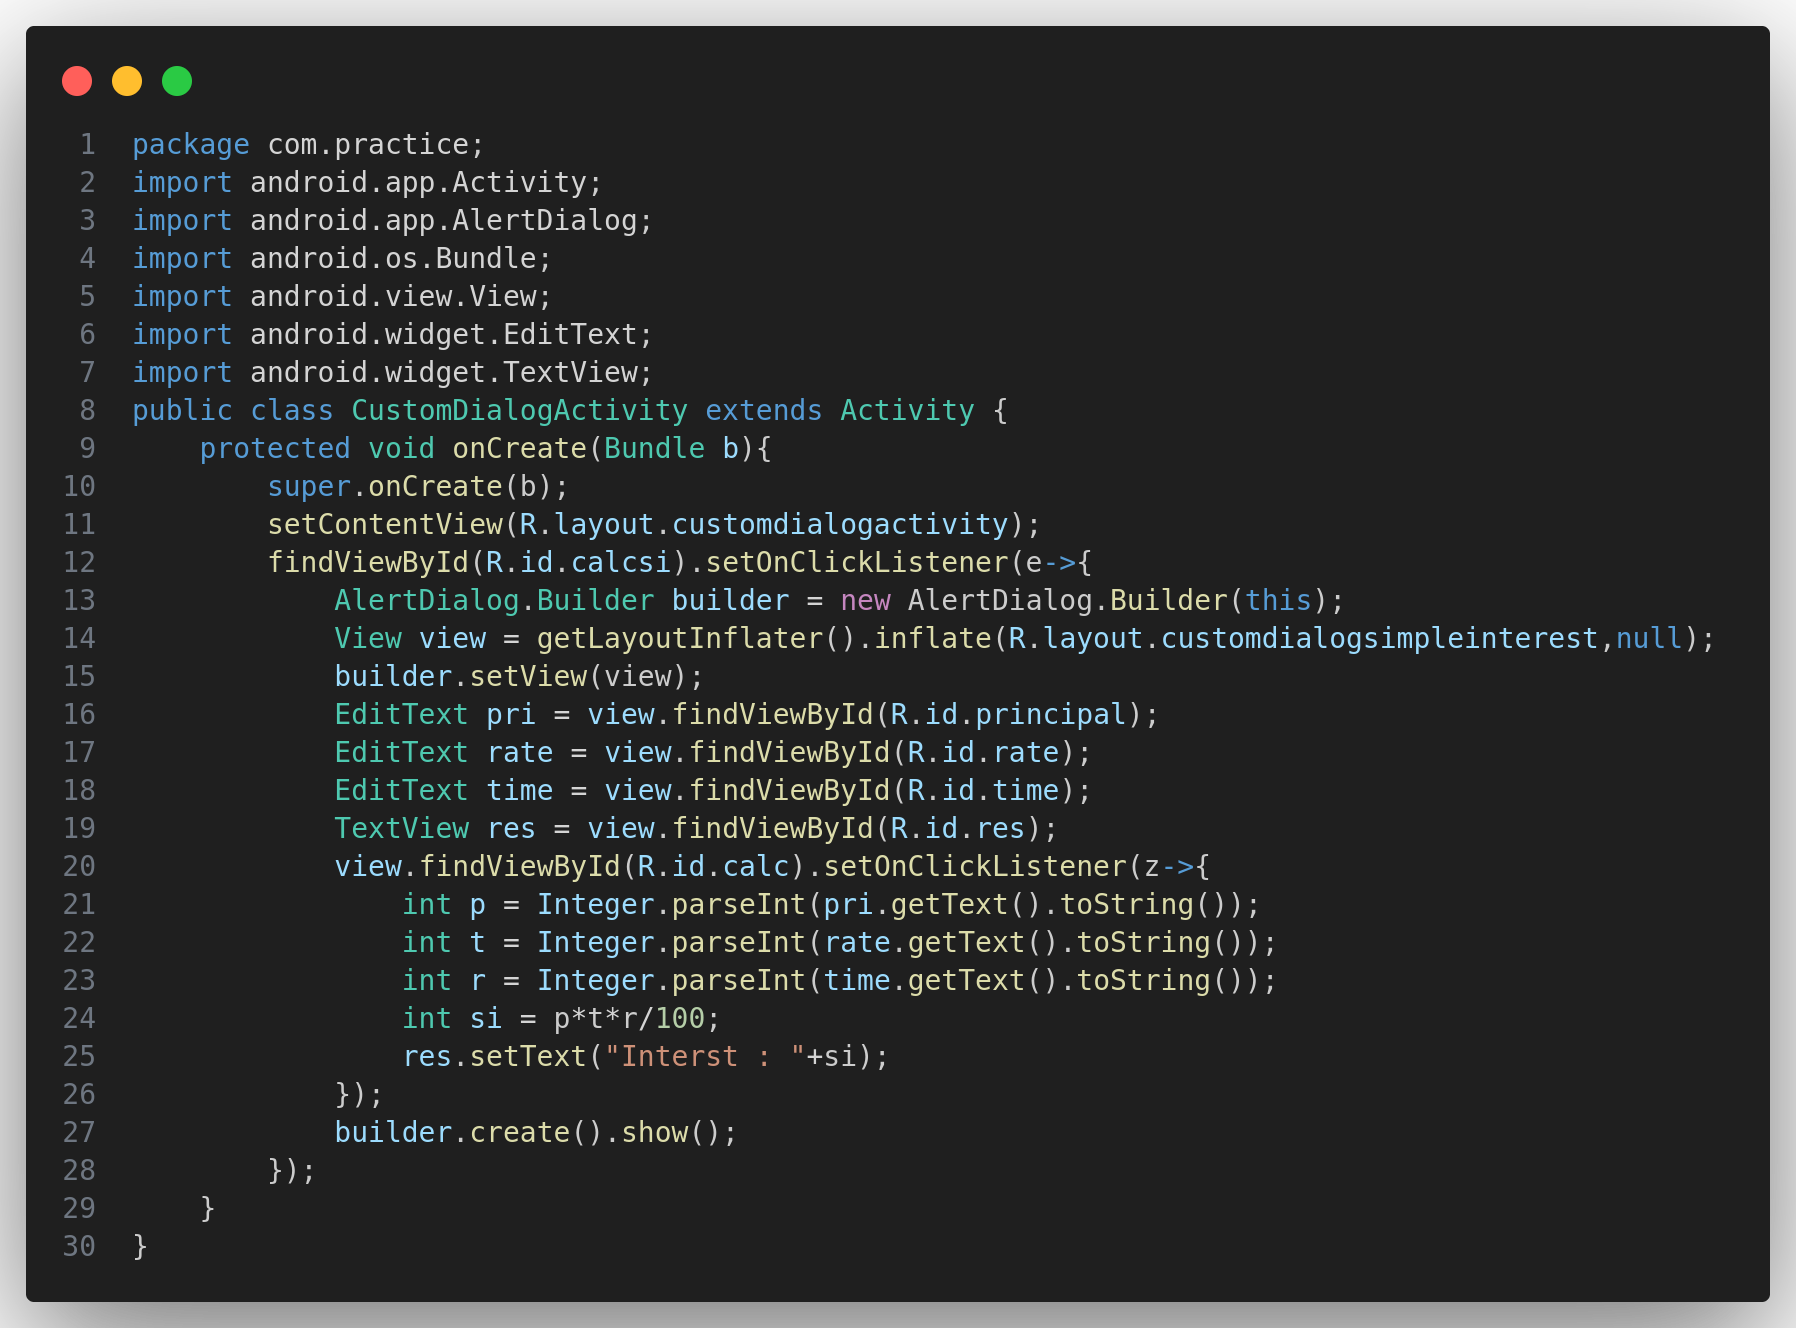 1 package com.practice;
2 import android.app.Activity;
3 import android.app.AlertDialog;
4 import android.os.Bundle;
5 import android.view.View;
6 import android.widget.EditText;
7 import android.widget.TextView;
8 public class CustomDialogActivity extends Activity {
9     protected void onCreate(Bundle b){
10         super.onCreate(b);
11         setContentView(R.layout.customdialogactivity);
12         findViewById(R.id.calcsi).setOnClickListener(e->{
13             AlertDialog.Builder builder = new AlertDialog.Builder(this);
14             View view = getLayoutInflater().inflate(R.layout.customdialogsimpleinterest,null);
15             builder.setView(view);
16             EditText pri = view.findViewById(R.id.principal);
17             EditText rate = view.findViewById(R.id.rate);
18             EditText time = view.findViewById(R.id.time);
19             TextView res = view.findViewById(R.id.res);
20             view.findViewById(R.id.calc).setOnClickListener(z->{
21                 int p = Integer.parseInt(pri.getText().toString());
22                 int t = Integer.parseInt(rate.getText().toString());
23                 int r = Integer.parseInt(time.getText().toString());
24                 int si = p*t*r/100;
25                 res.setText("Interst : "+si);
26             });
27             builder.create().show();
28         });
29     }
30 }